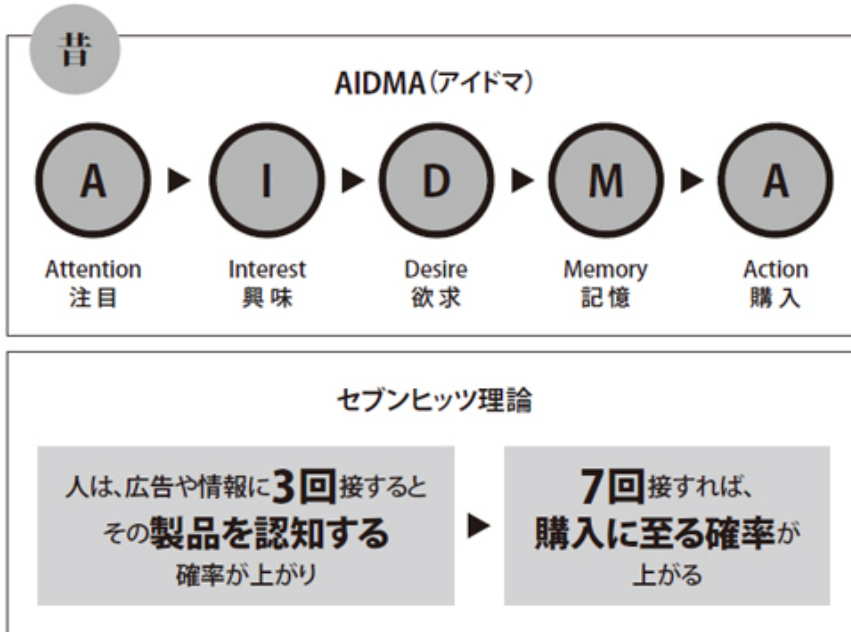 昔
AIDMA（アイドマ）
A ▶ I ▶ D ▶ M ▶ A
Attention Interest Desire Memory Action
注目 興味 欲求 記憶 購入
セブンヒッツ理論
人は、広告や情報に3回接すると
その製品を認知する
確率が上がり
▶
7回接すれば、
購入に至る確率が
上がる